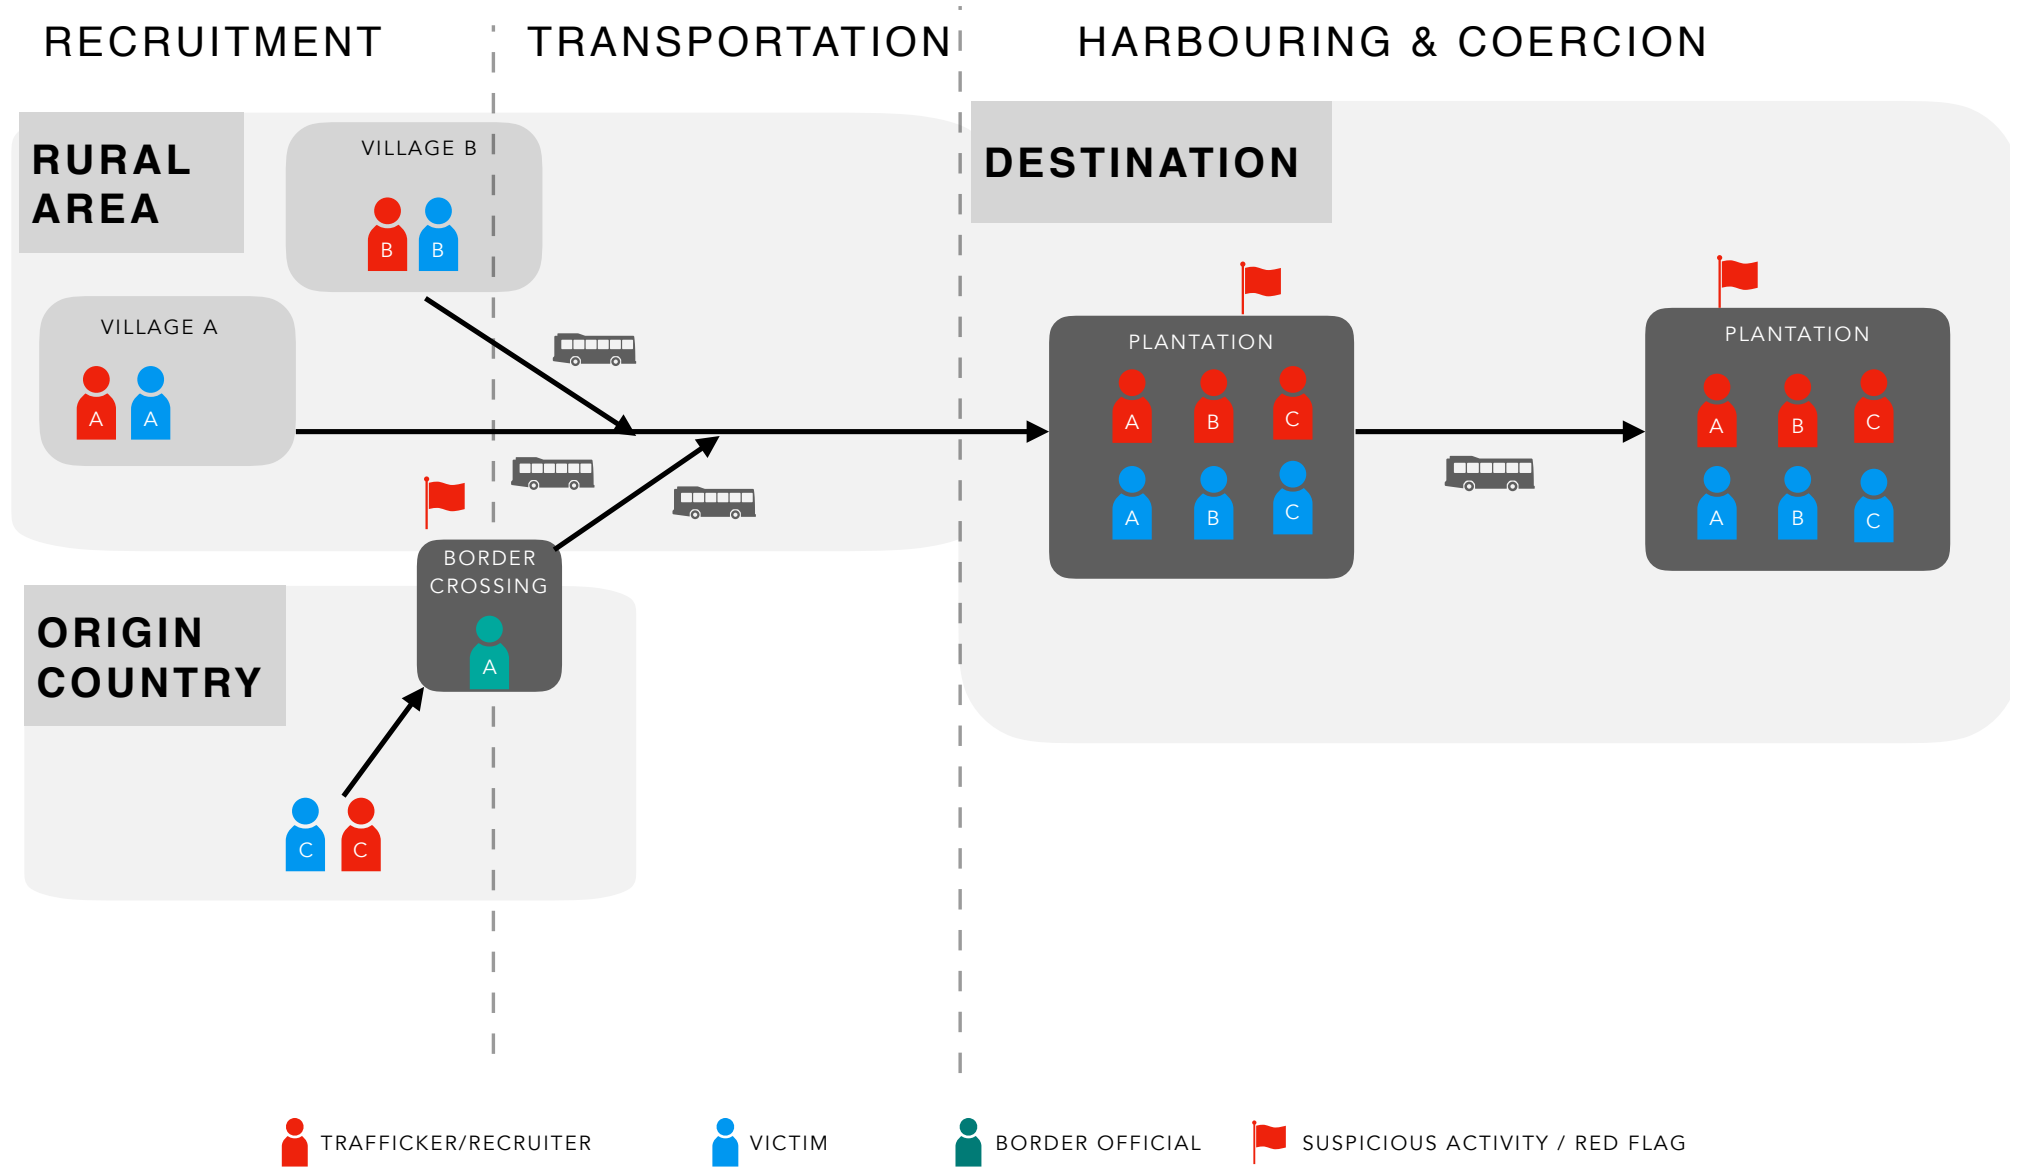 RECRUITMENT
TRANSPORTATION
HARBOURING & COERCION
RURAL
AREA
VILLAGE B
B
B
VILLAGE A
A
A
DESTINATION
PLANTATION
A
B
C
A
B
C
PLANTATION
A
B
C
A
B
C
BORDER
CROSSING
A
ORIGIN
COUNTRY
C
C
TRAFFICKER/RECRUITER
VICTIM
BORDER OFFICIAL
SUSPICIOUS ACTIVITY / RED FLAG